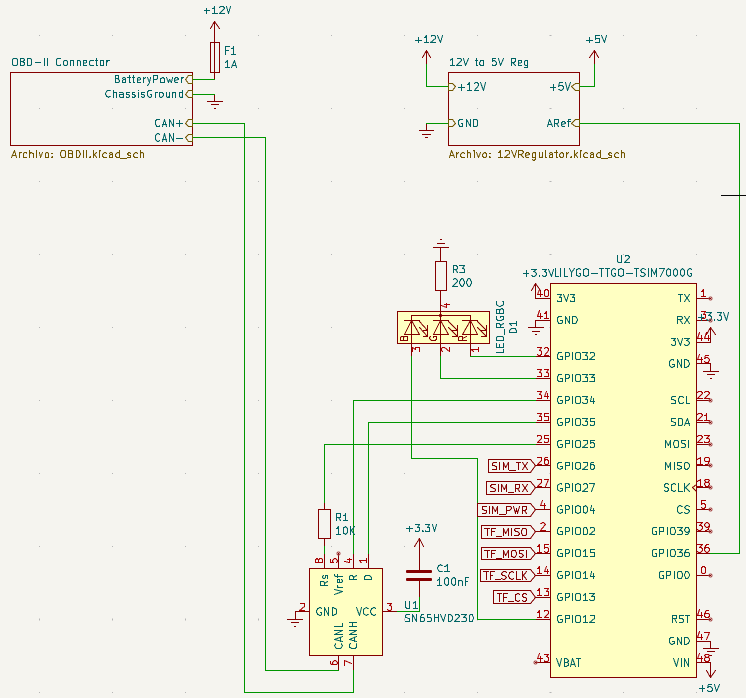 +12V
F1
1A
OBD-II Connector
BatteryPower
ChassisGround
CAN+
CAN-
Archivo: OBDII.kicad_sch
+12V
+5V
12V to 5V Reg
+12V
+5V
GND
ARef
Archivo: 12VRegulator.kicad_sch
R3
200
4
B
G
R
3
2
1
LED_RGBC
D1
U2
+3.3V
LILYGO-TTGO-TSIM7000G
40
3V3
41
GND
32
GPIO32
33
GPIO33
34
GPIO34
35
GPIO35
25
GPIO25
SIM_TX
26
GPIO26
SIM_RX
27
GPIO27
SIM_PWR
4
GPIO04
TF_MISO
2
GPIO02
TF_MOSI
15
GPIO15
TF_SCLK
14
GPIO14
TF_CS
13
GPIO13
12
GPIO12
43
VBAT
TX
1
RX
3
+3.3V
3V3
44
GND
45
SCL
22
SDA
21
MOSI
23
MISO
19
SCLK
18
CS
5
GPIO39
39
GPIO36
36
GPIO0
0
RST
46
GND
47
VIN
48
+5V
R1
10K
+3.3V
C1
100nF
8
5
4
1
Rs
Vref
R
D
2
GND
VCC
3
U1
SN65HVD230
CANL
CANH
6
7